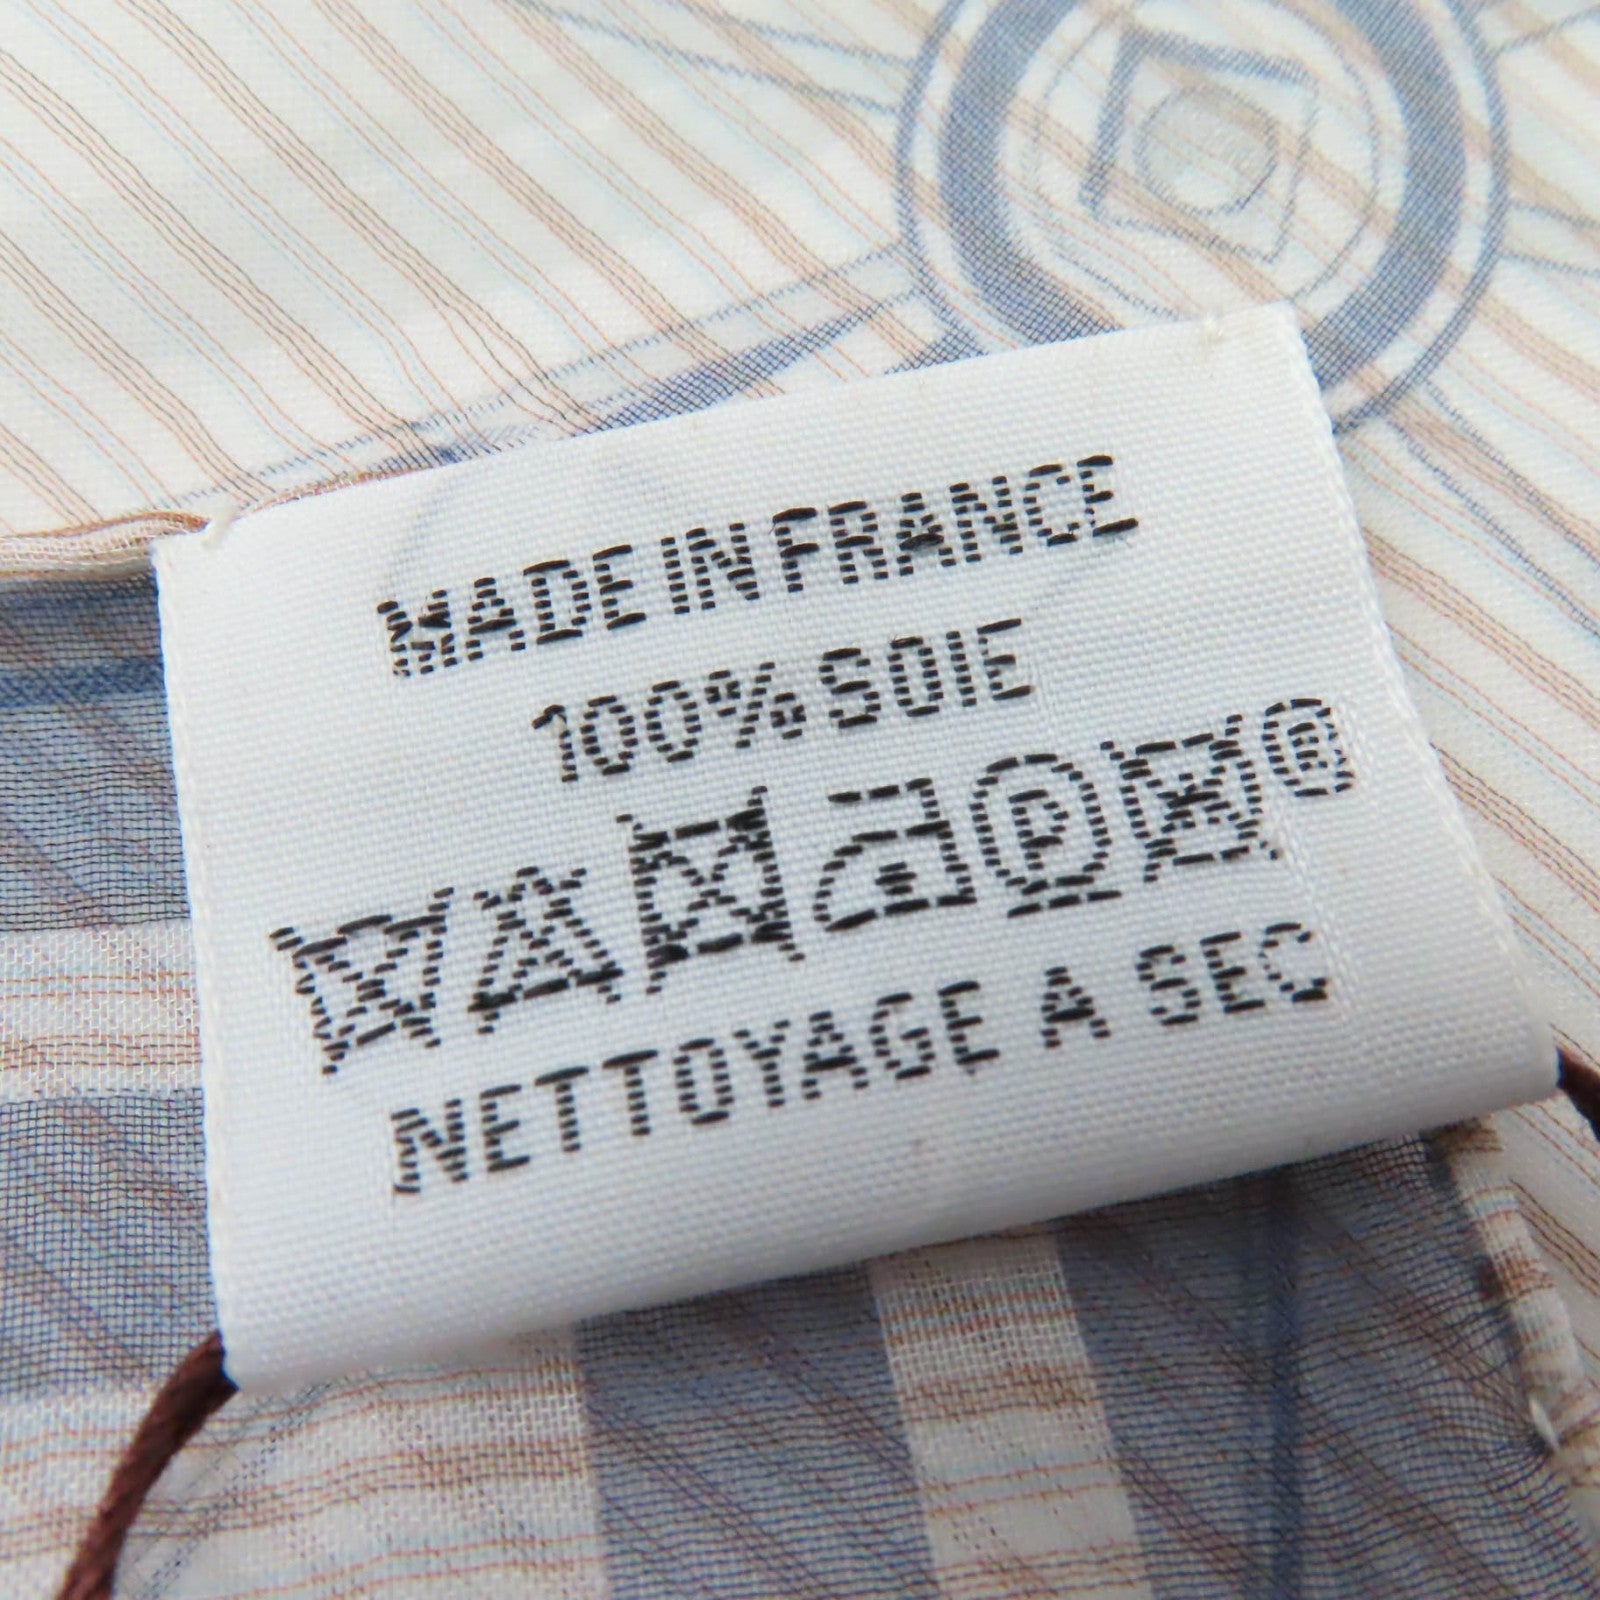 MADE IN FRANCE
100% SOIE
P ®
NETTOYAGE A SEC